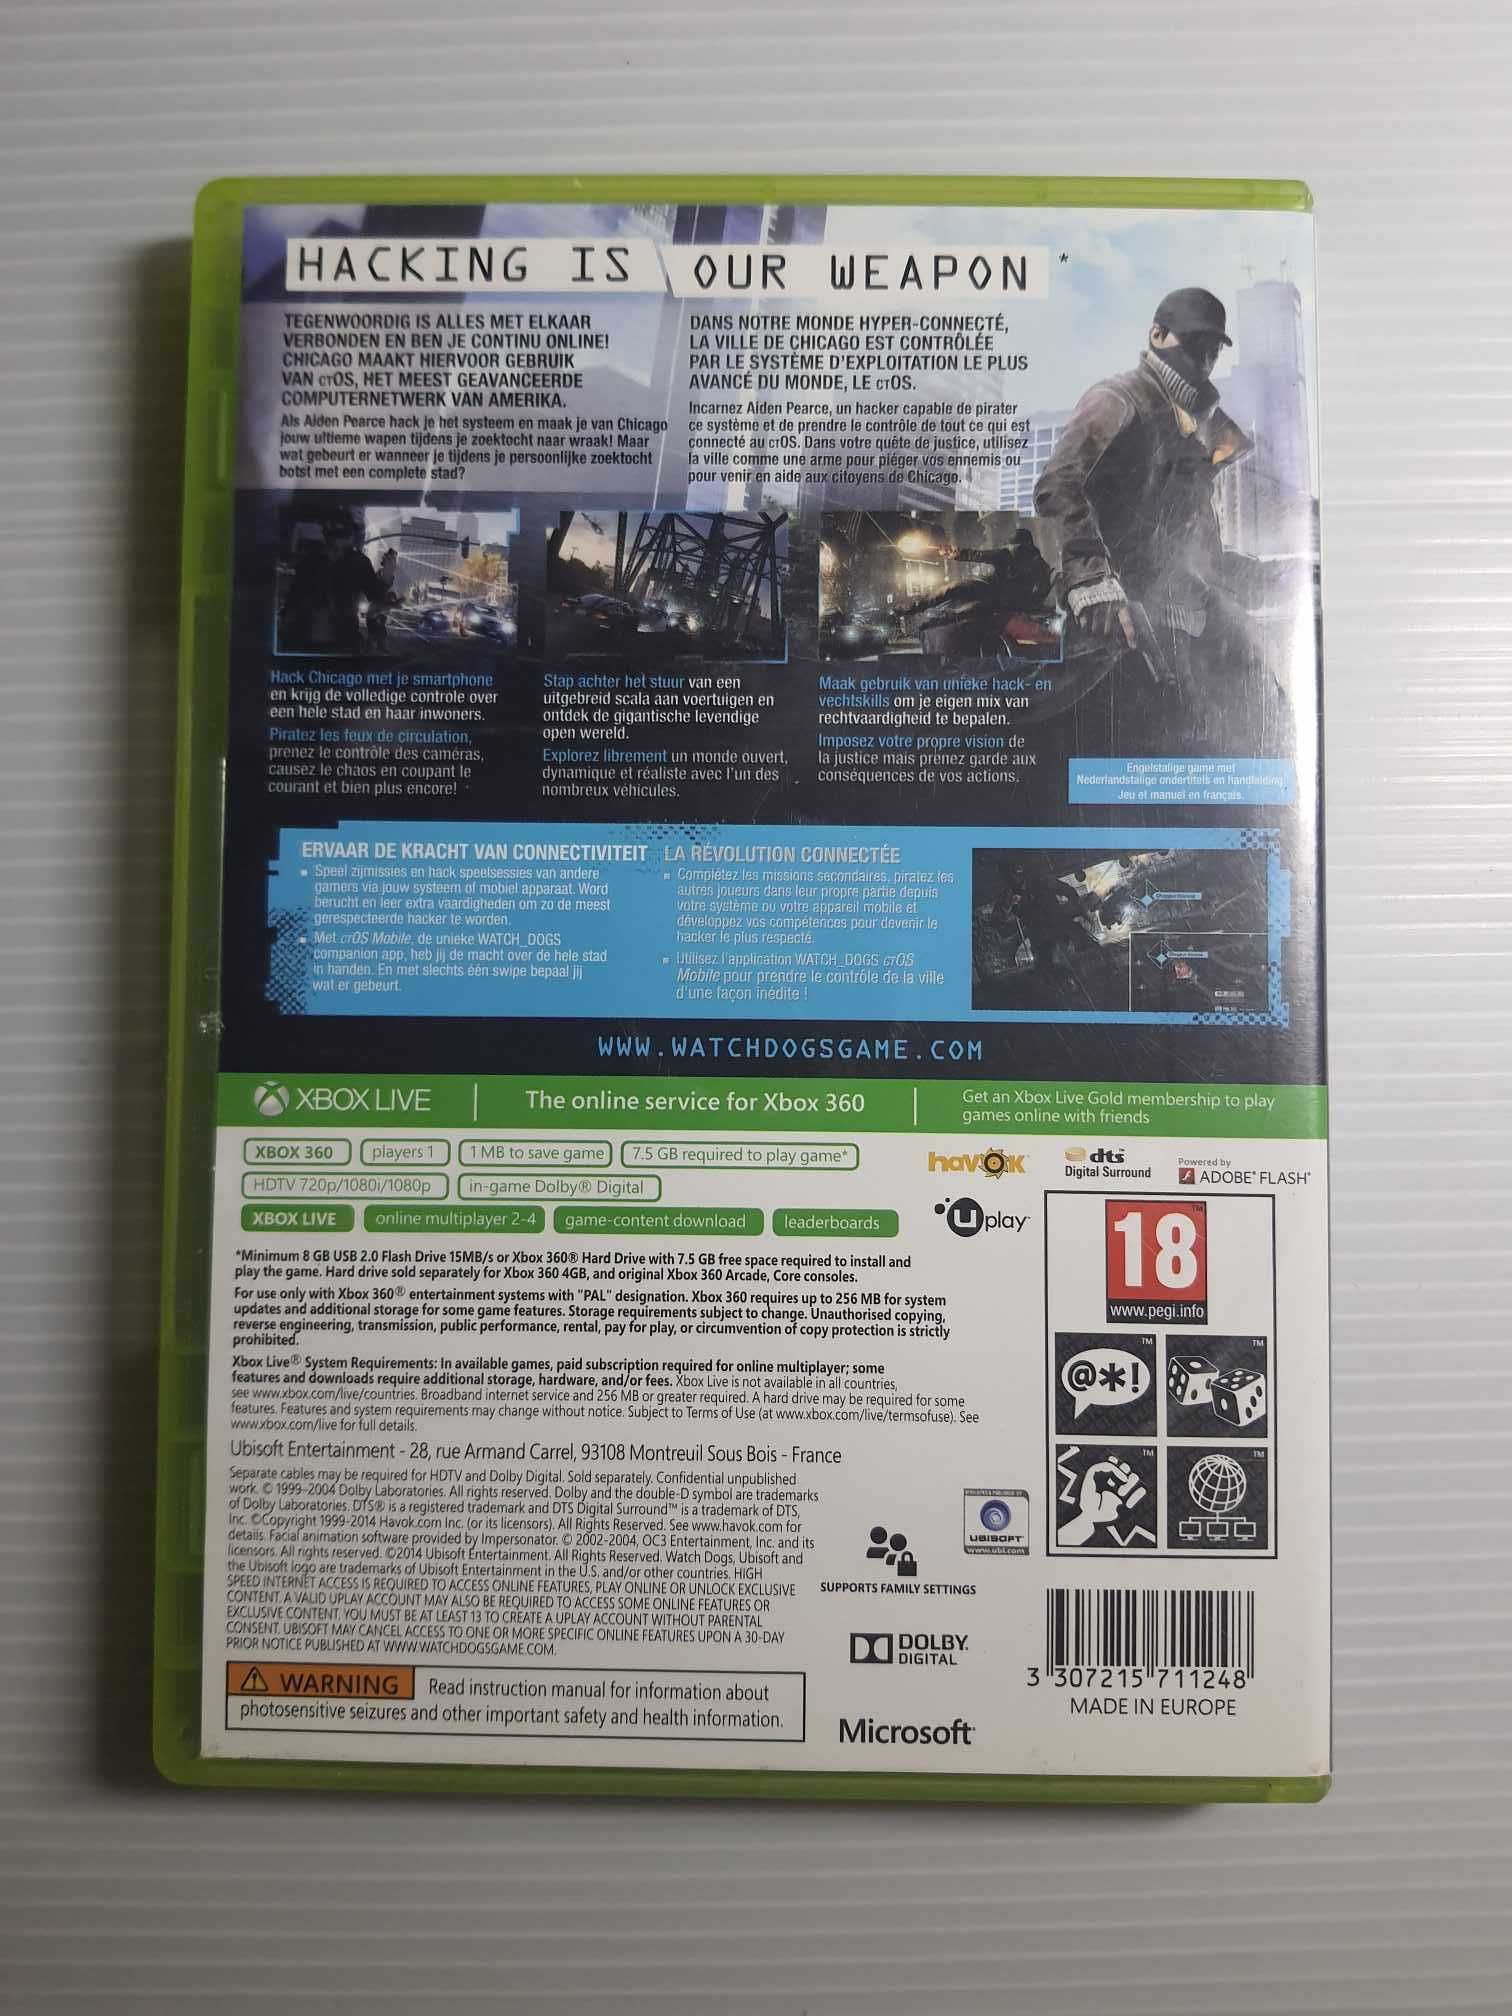 HACKING IS OUR WEAPON*
TEGENWOORDIG IS ALLES MET ELKAAR
VERBONDEN EN BEN JE CONTINU ONLINE!
CHICAGO MAAKT HIERVOOR GEBRUIK
VAN CTOS, HET MEEST GEAVANCEERDE
COMPUTERNETWERK VAN AMERIKA.
Als Aiden Pearce hack je het systeem en maak je van Chicago
jouw ultieme wapen tijdens je zoektocht naar wraak! Maar
wat gebeurt er wanneer je tijdens je persoonlijke zoektocht
botst met een complete stad?
DANS NOTRE MONDE HYPER-CONNECTÉ,
LA VILLE DE CHICAGO EST CONTRÔLÉE
PAR LE SYSTÈME D'EXPLOITATION LE PLUS
AVANCÉ DU MONDE, LE CTOS.
Incarnez Aiden Pearce, un hacker capable de pirater
ce système et de prendre le contrôle de tout ce qui est
connecté au CTOS. Dans votre quête de justice, utilisez
la ville comme une arme pour piéger vos ennemis ou
pour venir en aide aux citoyens de Chicago.
Hack Chicago met je smartphone
en krijg de volledige controle over
een hele stad en haar inwoners.
Piratez les feux de circulation,
prenez le contrôle des caméras,
causez le chaos en coupant le
courant et bien plus encore!
Stap achter het stuur van een
uitgebreid scala aan voertuigen en
ontdek de gigantische levendige
open wereld.
Explorez librement un monde ouvert,
dynamique et réaliste avec l'un des
nombreux véhicules.
Maak gebruik van unieke hack- en
vechtskills om je eigen mix van
rechtvaardigheid te bepalen.
Imposez votre propre vision de
la justice mais prenez garde aux
conséquences de vos actions.
Engelstalige game met
Nederlandstalige ondertitels en handleiding.
Jeu et manuel en français.
ERVAAR DE KRACHT VAN CONNECTIVITEIT
▪ Speel zijmissies en hack speelsessies van andere
gamers via jouw systeem of mobiel apparaat. Word
berucht en leer extra vaardigheden om zo de meest
gerespecteerde hacker te worden.
▪ Met CTOS Mobile, de unieke WATCH_DOGS
companion app, heb jij de macht over de hele stad
in handen. En met slechts één swipe bepaal jij
wat er gebeurt.
LA RÉVOLUTION CONNECTÉE
▪ Complétez les missions secondaires, piratez les
autres joueurs dans leur propre partie depuis
votre système ou votre appareil mobile et
développez vos compétences pour devenir le
hacker le plus respecté.
▪ Utilisez l'application WATCH_DOGS CTOS
Mobile pour prendre le contrôle de la ville
d'une façon inédite !
WWW.WATCHDOGSGAME.COM
XBOX LIVE
The online service for Xbox 360
Get an Xbox Live Gold membership to play
games online with friends
XBOX 360 players 1 1 MB to save game 7.5 GB required to play game*
HDTV 720p/1080i/1080p in-game Dolby® Digital
XBOX LIVE online multiplayer 2-4 game-content download leaderboards
havok
dts
Digital Surround
Powered by
ADOBE® FLASH®
Uplay
*Minimum 8 GB USB 2.0 Flash Drive 15MB/s or Xbox 360® Hard Drive with 7.5 GB free space required to install and
play the game. Hard drive sold separately for Xbox 360 4GB, and original Xbox 360 Arcade, Core consoles.
For use only with Xbox 360® entertainment systems with "PAL" designation. Xbox 360 requires up to 256 MB for system
updates and additional storage for some game features. Storage requirements subject to change. Unauthorised copying,
reverse engineering, transmission, public performance, rental, pay for play, or circumvention of copy protection is strictly
prohibited.
Xbox Live® System Requirements: In available games, paid subscription required for online multiplayer; some
features and downloads require additional storage, hardware, and/or fees. Xbox Live is not available in all countries,
see www.xbox.com/live/countries. Broadband internet service and 256 MB or greater required. A hard drive may be required for some
features. Features and system requirements may change without notice. Subject to Terms of Use (at www.xbox.com/live/termsofuse). See
www.xbox.com/live for full details.
Ubisoft Entertainment - 28, rue Armand Carrel, 93108 Montreuil Sous Bois - France
Separate cables may be required for HDTV and Dolby Digital. Sold separately. Confidential unpublished
work. © 1999-2004 Dolby Laboratories. All rights reserved. Dolby and the double-D symbol are trademarks
of Dolby Laboratories. DTS® is a registered trademark and DTS Digital Surround™ is a trademark of DTS,
Inc. ©Copyright 1999-2014 Havok.com Inc. (or its licensors). All Rights Reserved. See www.havok.com for
details. Facial animation software provided by Impersonator. © 2002-2004, OC3 Entertainment, Inc. and its
licensors. All rights reserved. ©2014 Ubisoft Entertainment. All Rights Reserved. Watch Dogs, Ubisoft and
the Ubisoft logo are trademarks of Ubisoft Entertainment in the U.S. and/or other countries. HIGH
SPEED INTERNET ACCESS IS REQUIRED TO ACCESS ONLINE FEATURES, PLAY ONLINE OR UNLOCK EXCLUSIVE
CONTENT. A VALID UPLAY ACCOUNT MAY ALSO BE REQUIRED TO ACCESS SOME ONLINE FEATURES OR
EXCLUSIVE CONTENT. YOU MUST BE AT LEAST 13 TO CREATE A UPLAY ACCOUNT WITHOUT PARENTAL
CONSENT. UBISOFT MAY CANCEL ACCESS TO ONE OR MORE SPECIFIC ONLINE FEATURES UPON A 30-DAY
PRIOR NOTICE PUBLISHED AT WWW.WATCHDOGSGAME.COM.
WARNING Read instruction manual for information about
photosensitive seizures and other important safety and health information.
18
TM
www.pegi.info
TM
@*!
TM
TM
TM
UBISOFT
www.ubi.com
SUPPORTS FAMILY SETTINGS
DOLBY
DIGITAL
Microsoft®
3 307215 711248
MADE IN EUROPE